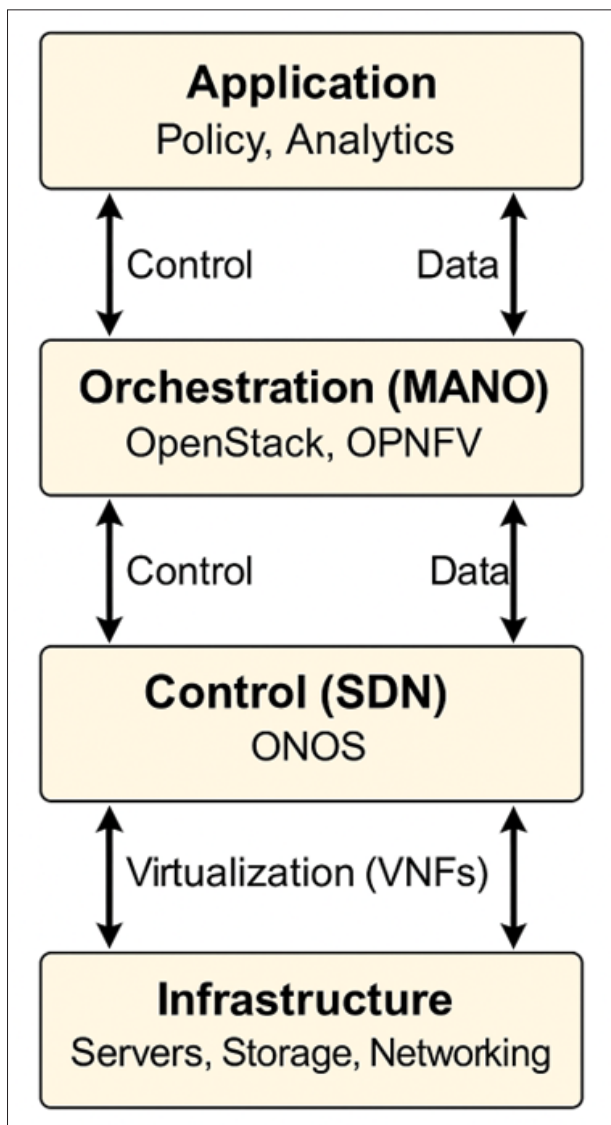 Application
Policy, Analytics
Control Data
Orchestration (MANO)
OpenStack, OPNFV
Control Data
Control (SDN)
ONOS
Virtualization (VNFs)
Infrastructure
Servers, Storage, Networking